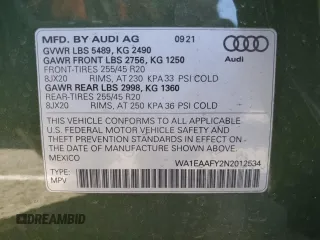 MFD. BY AUDI AG 09 21
GVWR LBS 5489, KG 2490
GAWR FRONT LBS 2756, KG 1250
FRONT-TIRES 255/45 R20
8JX20 RIMS, AT 230 KPA 33 PSI COLD
GAWR REAR LBS 2998, KG 1360
REAR-TIRES 255/45 R20
8JX20 RIMS, AT 250 KPA 36 PSI COLD
Audi
THIS VEHICLE CONFORMS TO ALL APPLICABLE
U.S. FEDERAL MOTOR VEHICLE SAFETY AND
THEFT PREVENTION STANDARDS IN EFFECT ON
THE DATE OF MANUFACTURE SHOWN ABOVE.
MEXICO
WA1EAAFY2N2012534
TYPE:
MPV
DREAMBID